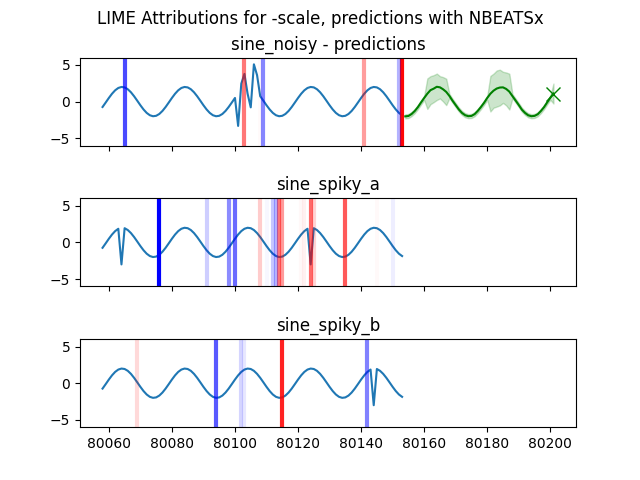 LIME Attributions for -scale, predictions with NBEATSx
sine_noisy - predictions
5
0
−5
sine_spiky_a
5
0
−5
sine_spiky_b
5
0
−5
80060 80080 80100 80120 80140 80160 80180 80200